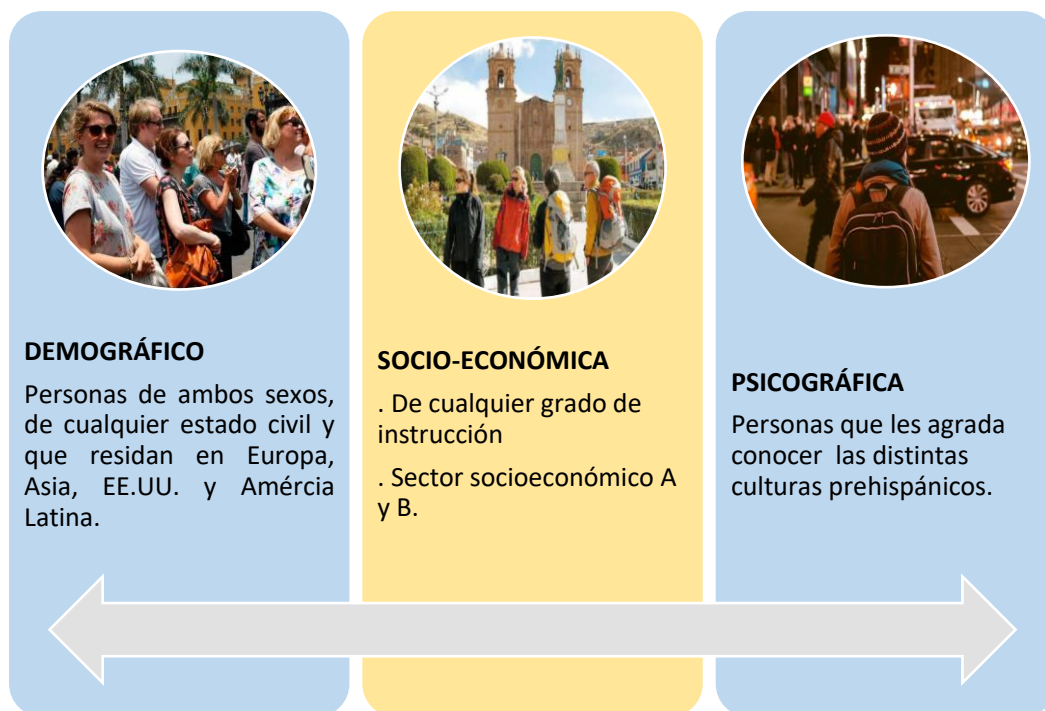 DEMOGRÁFICO
Personas de ambos sexos,
de cualquier estado civil y
que residan en Europa,
Asia, EE.UU. y Amércia
Latina.
SOCIO-ECONÓMICA
. De cualquier grado de
instrucción
. Sector socioeconómico A
y B.
PSICOGRÁFICA
Personas que les agrada
conocer las distintas
culturas prehispánicos.